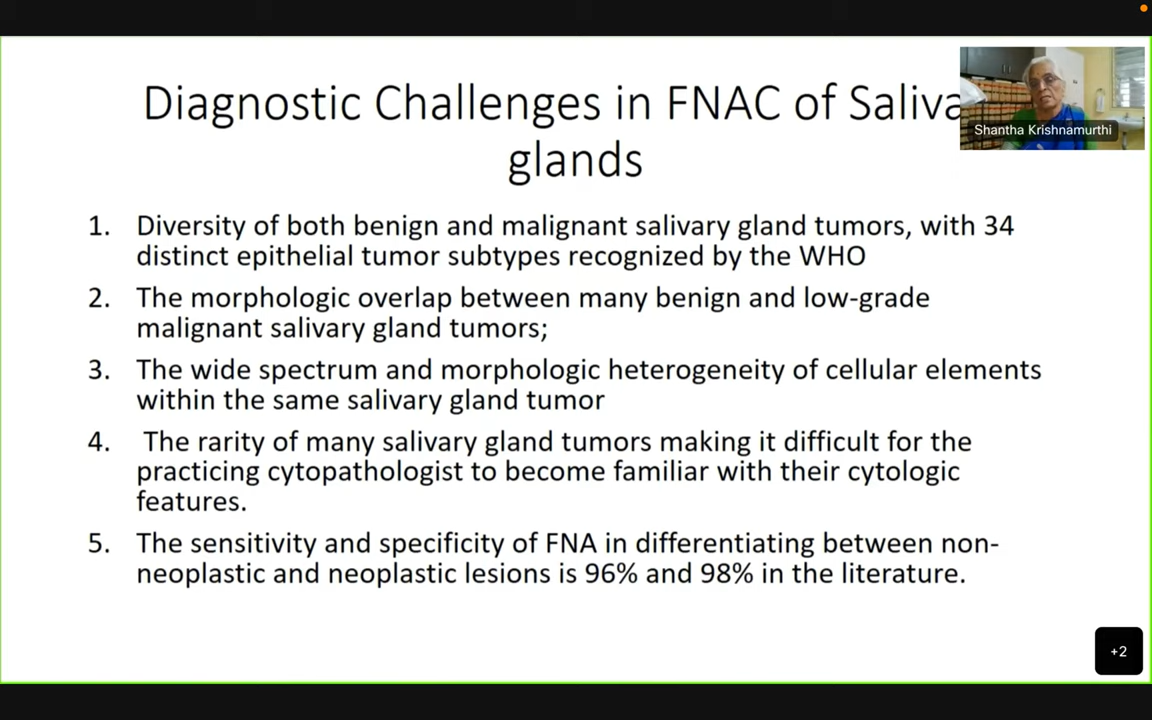 Diagnostic Challenges in FNAC of Saliva
glands
Shantha Krishnamurthi
1. Diversity of both benign and malignant salivary gland tumors, with 34
distinct epithelial tumor subtypes recognized by the WHO
2. The morphologic overlap between many benign and low-grade
malignant salivary gland tumors;
3. The wide spectrum and morphologic heterogeneity of cellular elements
within the same salivary gland tumor
4. The rarity of many salivary gland tumors making it difficult for the
practicing cytopathologist to become familiar with their cytologic
features.
5. The sensitivity and specificity of FNA in differentiating between non-
neoplastic and neoplastic lesions is 96% and 98% in the literature.
+2